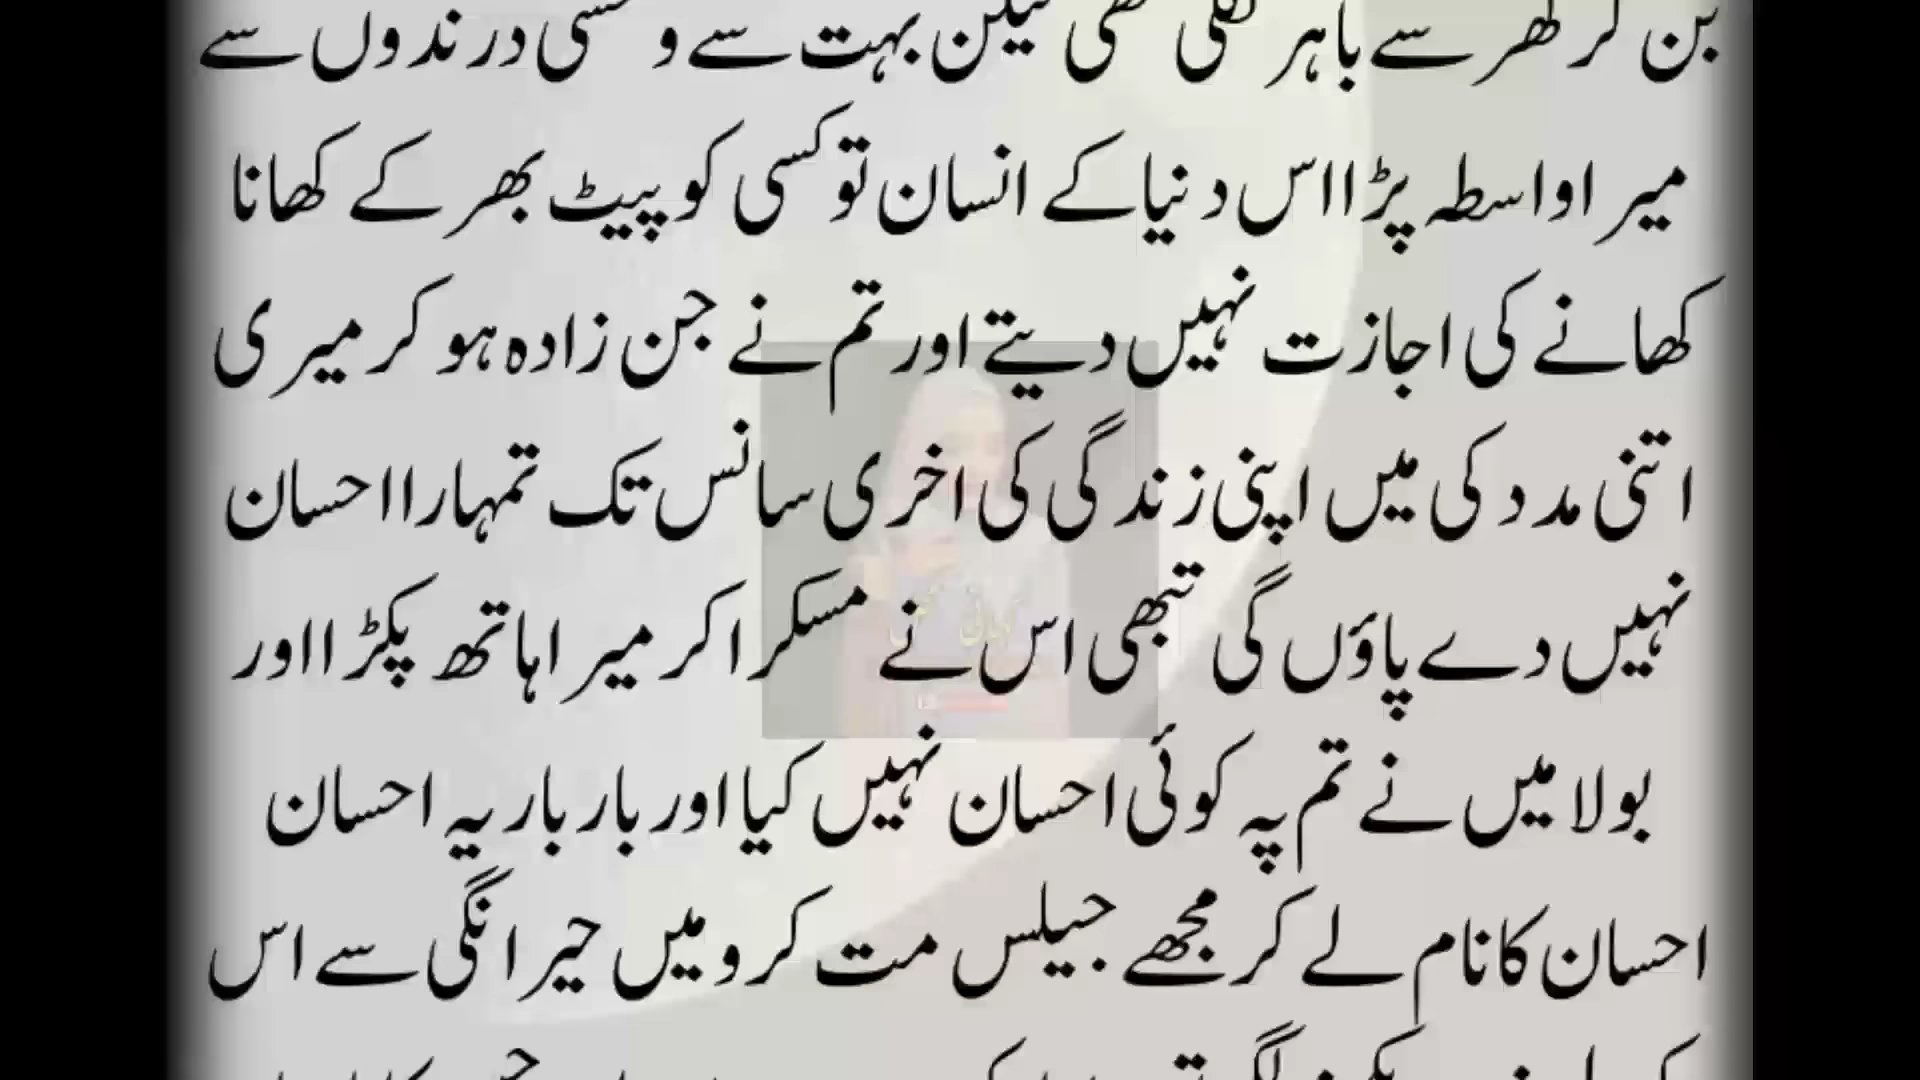 بن کر گھر سے باہر نکلی تھی لیکن بہت سے وحشی درندوں سے
میرا واسطہ پڑا اس دنیا کے انسان تو کسی کو پیٹ بھر کے کھانا
کھانے کی اجازت نہیں دیتے اور تم نے جن زادہ ہو کر میری
اتنی مدد کی میں اپنی زندگی کی اخری سانس تک تمہارا احسان
نہیں دے پاؤں گی تبھی اس نے مسکرا کر میرا ہاتھ پکڑا اور
بولا میں نے تم پہ کوئی احسان نہیں کیا اور بار بار یہ احسان
احسان کا نام لے کر مجھے جیلس مت کرو میں حیرانگی سے اس